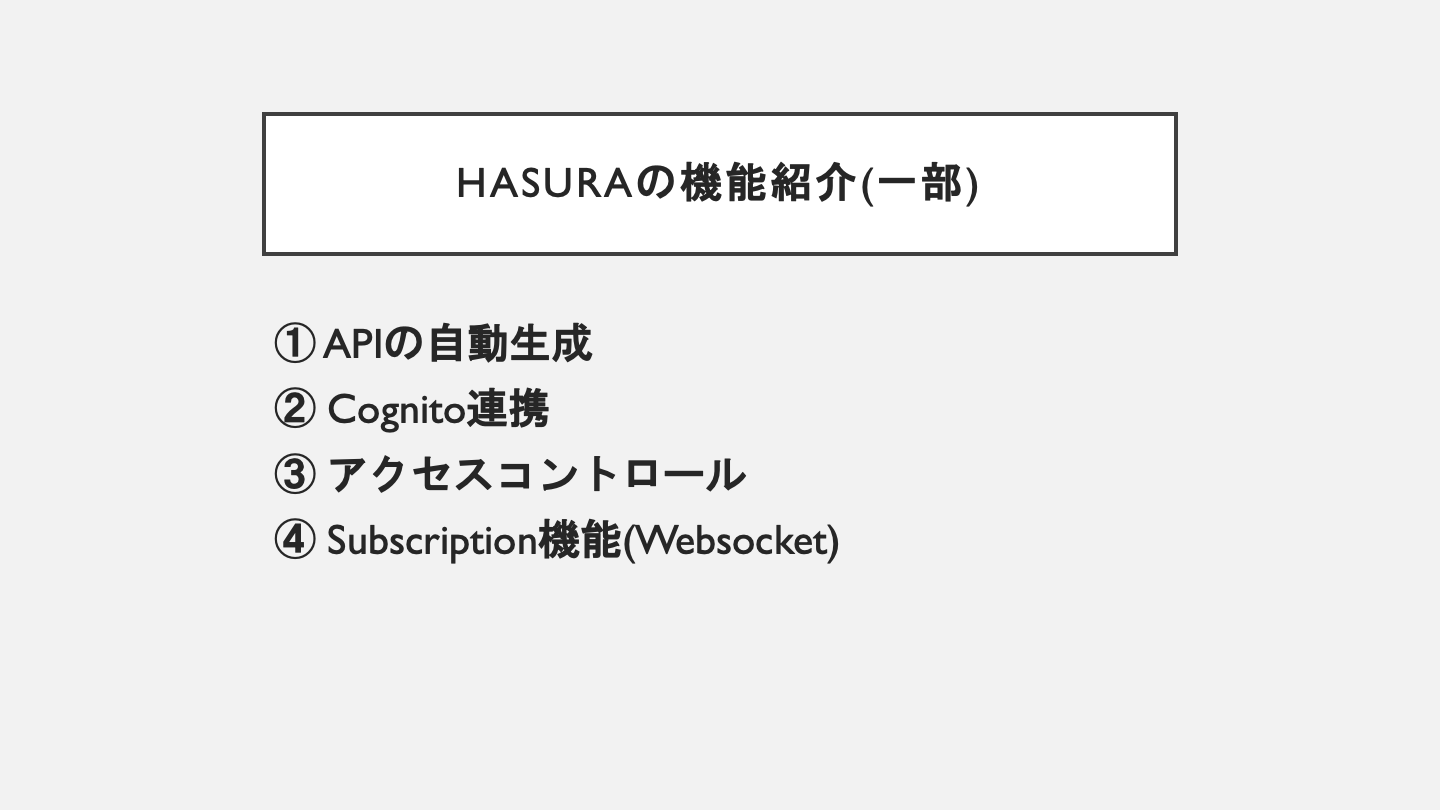 HASURAの機能紹介(一部)
① APIの自動生成
② Cognito連携
③ アクセスコントロール
④ Subscription機能(Websocket)